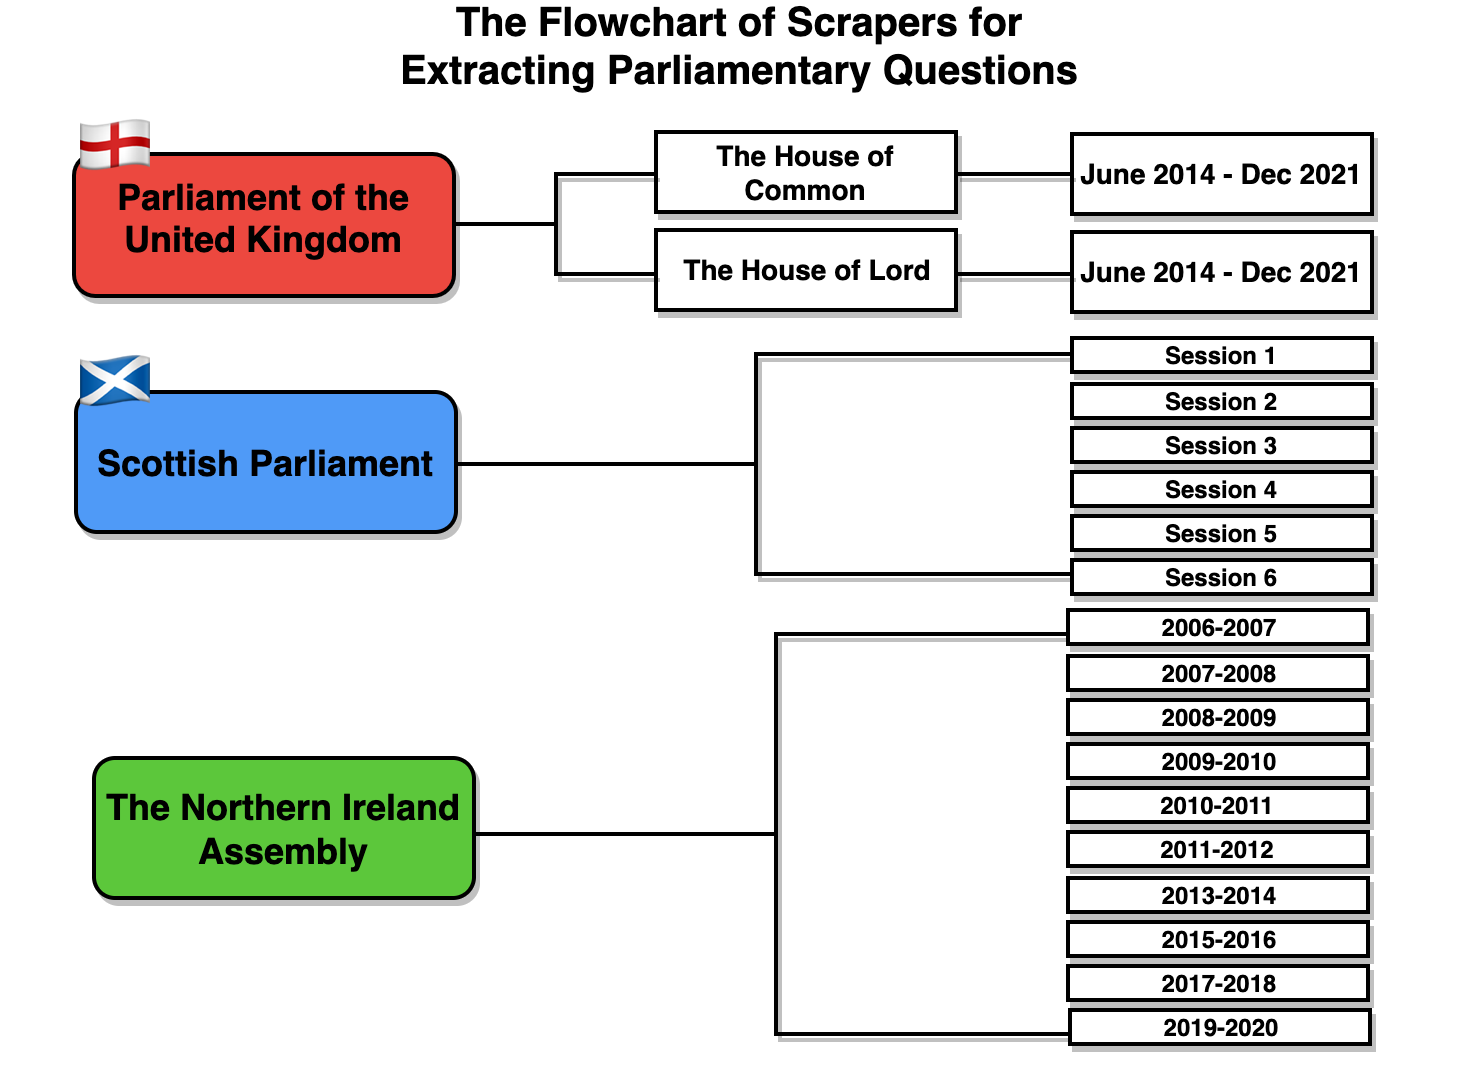 The Flowchart of Scrapers for
Extracting Parliamentary Questions
Parliament of the
United Kingdom
The House of
Common
June 2014 - Dec 2021
The House of Lord
June 2014 - Dec 2021
Scottish Parliament
Session 1
Session 2
Session 3
Session 4
Session 5
Session 6
The Northern Ireland
Assembly
2006-2007
2007-2008
2008-2009
2009-2010
2010-2011
2011-2012
2013-2014
2015-2016
2017-2018
2019-2020